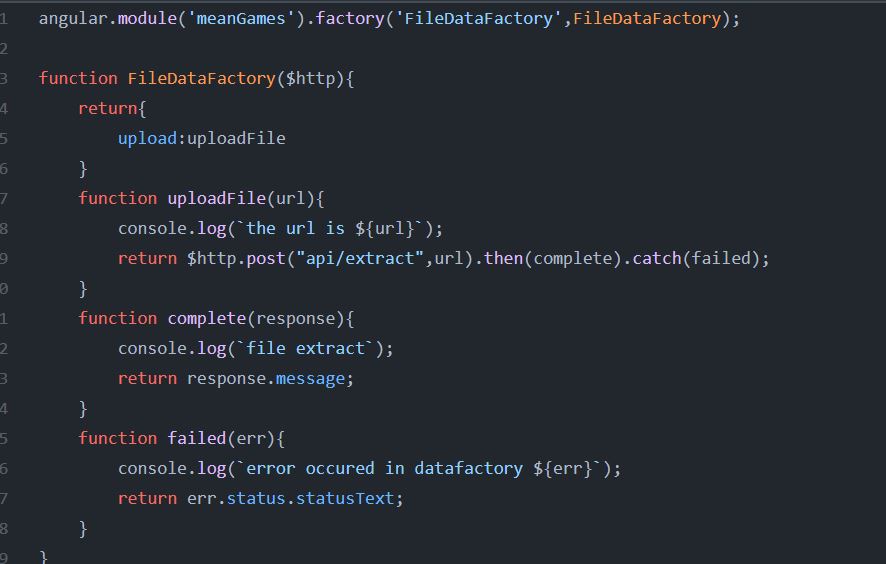 1 angular.module('meanGames').factory('FileDataFactory',FileDataFactory);
2
3 function FileDataFactory($http){
4     return{
5         upload:uploadFile
6     }
7     function uploadFile(url){
8         console.log(`the url is ${url}`);
9         return $http.post("api/extract",url).then(complete).catch(failed);
0     }
1     function complete(response){
2         console.log(`file extract`);
3         return response.message;
4     }
5     function failed(err){
6         console.log(`error occured in datafactory ${err}`);
7         return err.status.statusText;
8     }
9 }